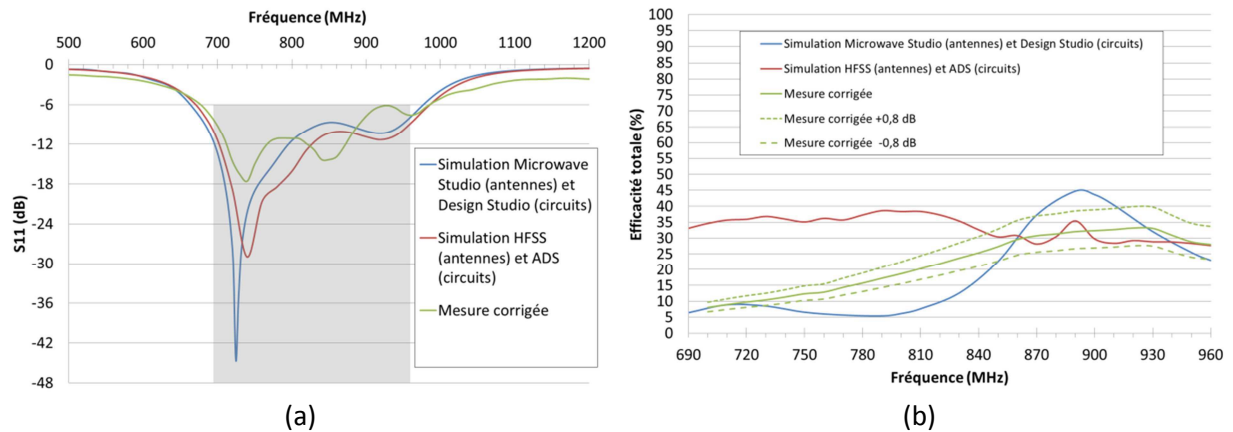 Fréquence (MHz)
500 600 700 800 900 1000 1100 1200
0
-6
-12
-18
-24
-30
-36
-42
-48
S11 (dB)
Simulation Microwave
Studio (antennes) et
Design Studio (circuits)
Simulation HFSS
(antennes) et ADS
(circuits)
Mesure corrigée
(a)
100
95
90
85
80
75
70
65
60
55
50
45
40
35
30
25
20
15
10
5
0
Efficacité totale (%)
Simulation Microwave Studio (antennes) et Design Studio (circuits)
Simulation HFSS (antennes) et ADS (circuits)
Mesure corrigée
Mesure corrigée +0,8 dB
Mesure corrigée -0,8 dB
690 720 750 780 810 840 870 900 930 960
Fréquence (MHz)
(b)